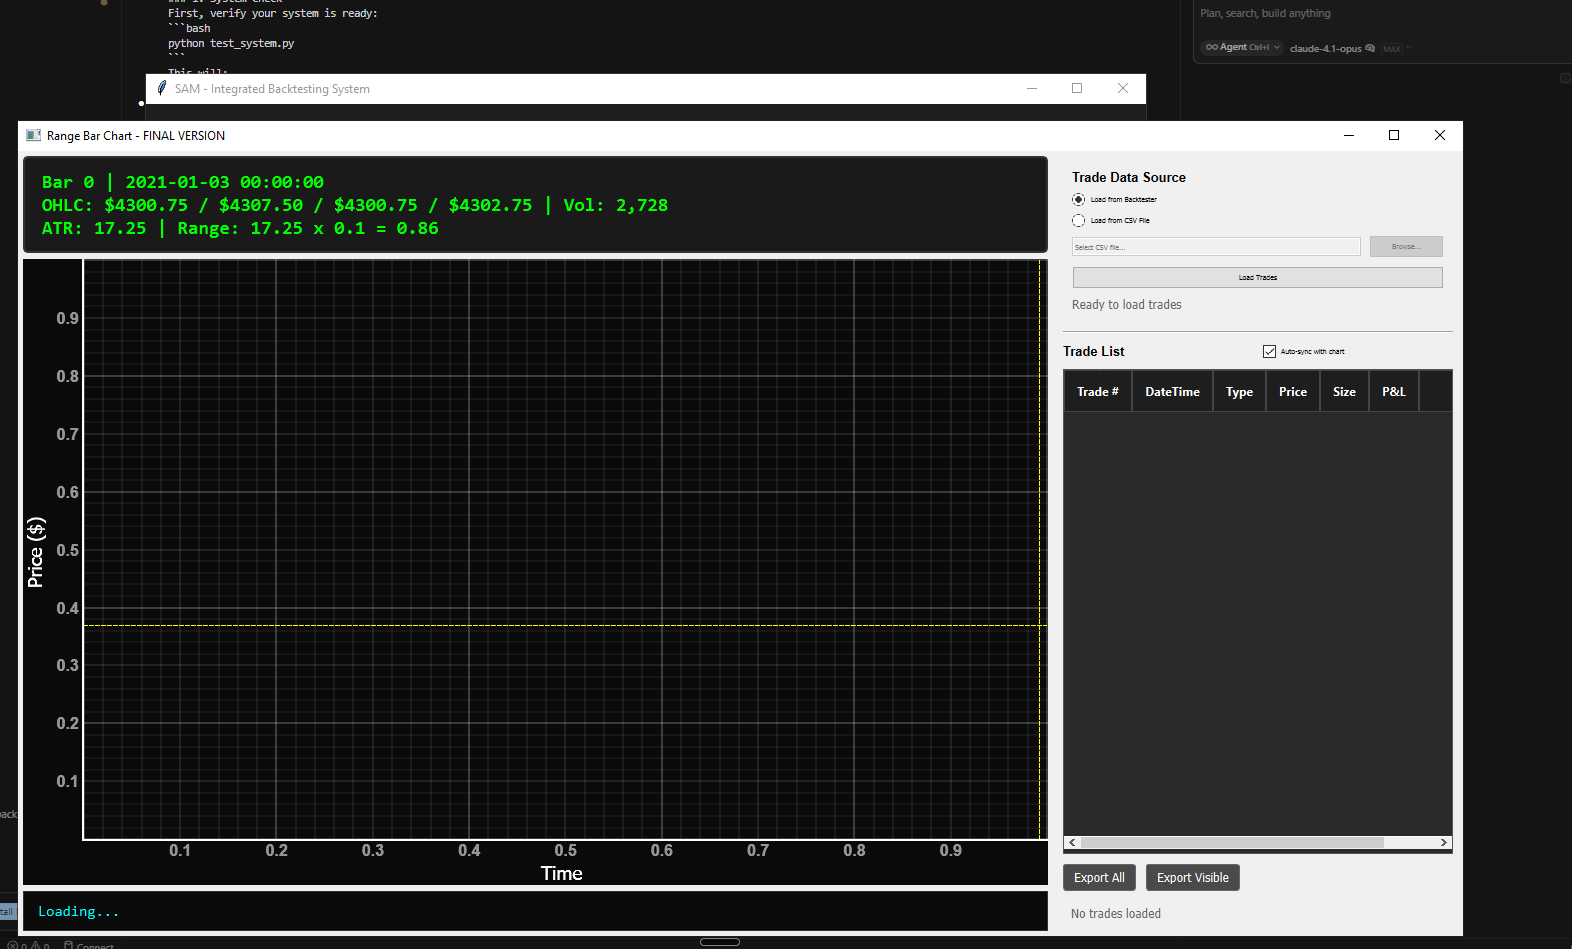 First, verify your system is ready:
```bash
python test_system.py
```
This will:
Plan, search, build anything
Agent Ctrl+I
claude-4.1-opus
MAX
SAM - Integrated Backtesting System
Range Bar Chart - FINAL VERSION
Bar 0 | 2021-01-03 00:00:00
OHLC: $4300.75 / $4307.50 / $4300.75 / $4302.75 | Vol: 2,728
ATR: 17.25 | Range: 17.25 x 0.1 = 0.86
Price ($)
0.9
0.8
0.7
0.6
0.5
0.4
0.3
0.2
0.1
0.1 0.2 0.3 0.4 0.5 0.6 0.7 0.8 0.9
Time
Loading...
Trade Data Source
Load from Backtester
Load from CSV File
Select CSV file...
Browse...
Load Trades
Ready to load trades
Trade List
Auto-sync with chart
Trade # DateTime Type Price Size P&L
Export All
Export Visible
No trades loaded
0 0 Connect